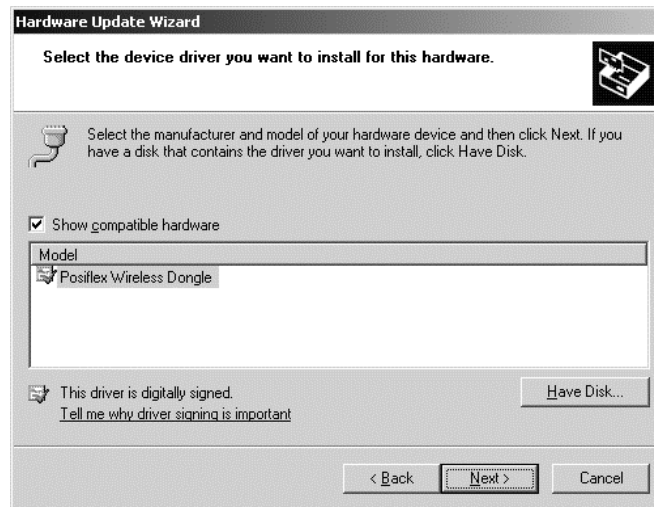 Hardware Update Wizard
Select the device driver you want to install for this hardware.
Select the manufacturer and model of your hardware device and then click Next. If you
have a disk that contains the driver you want to install, click Have Disk.
Show compatible hardware
Model
Posiflex Wireless Dongle
This driver is digitally signed.
Have Disk...
Tell me why driver signing is important
< Back
Next >
Cancel